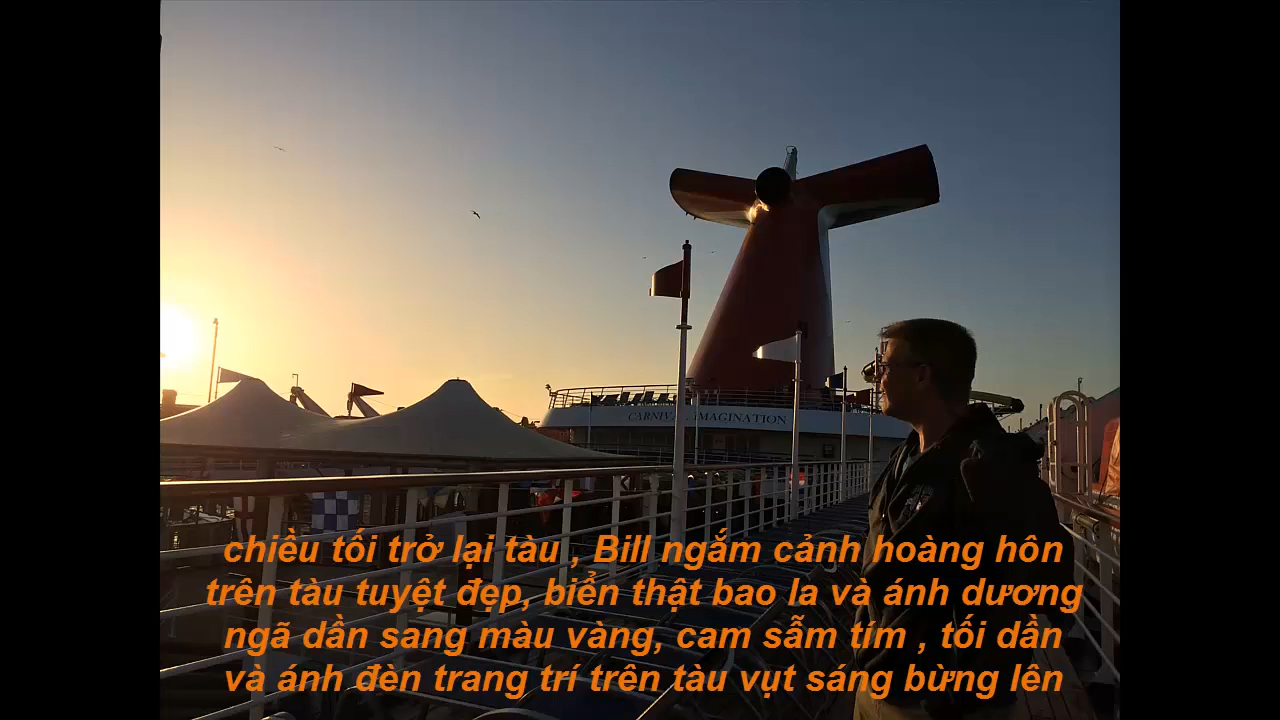 CARNIVAL IMAGINATION
chiều tối trở lại tàu , Bill ngắm cảnh hoàng hôn
trên tàu tuyệt đẹp, biển thật bao la và ánh dương
ngã dần sang màu vàng, cam sẫm tím , tối dần
và ánh đèn trang trí trên tàu vụt sáng bừng lên